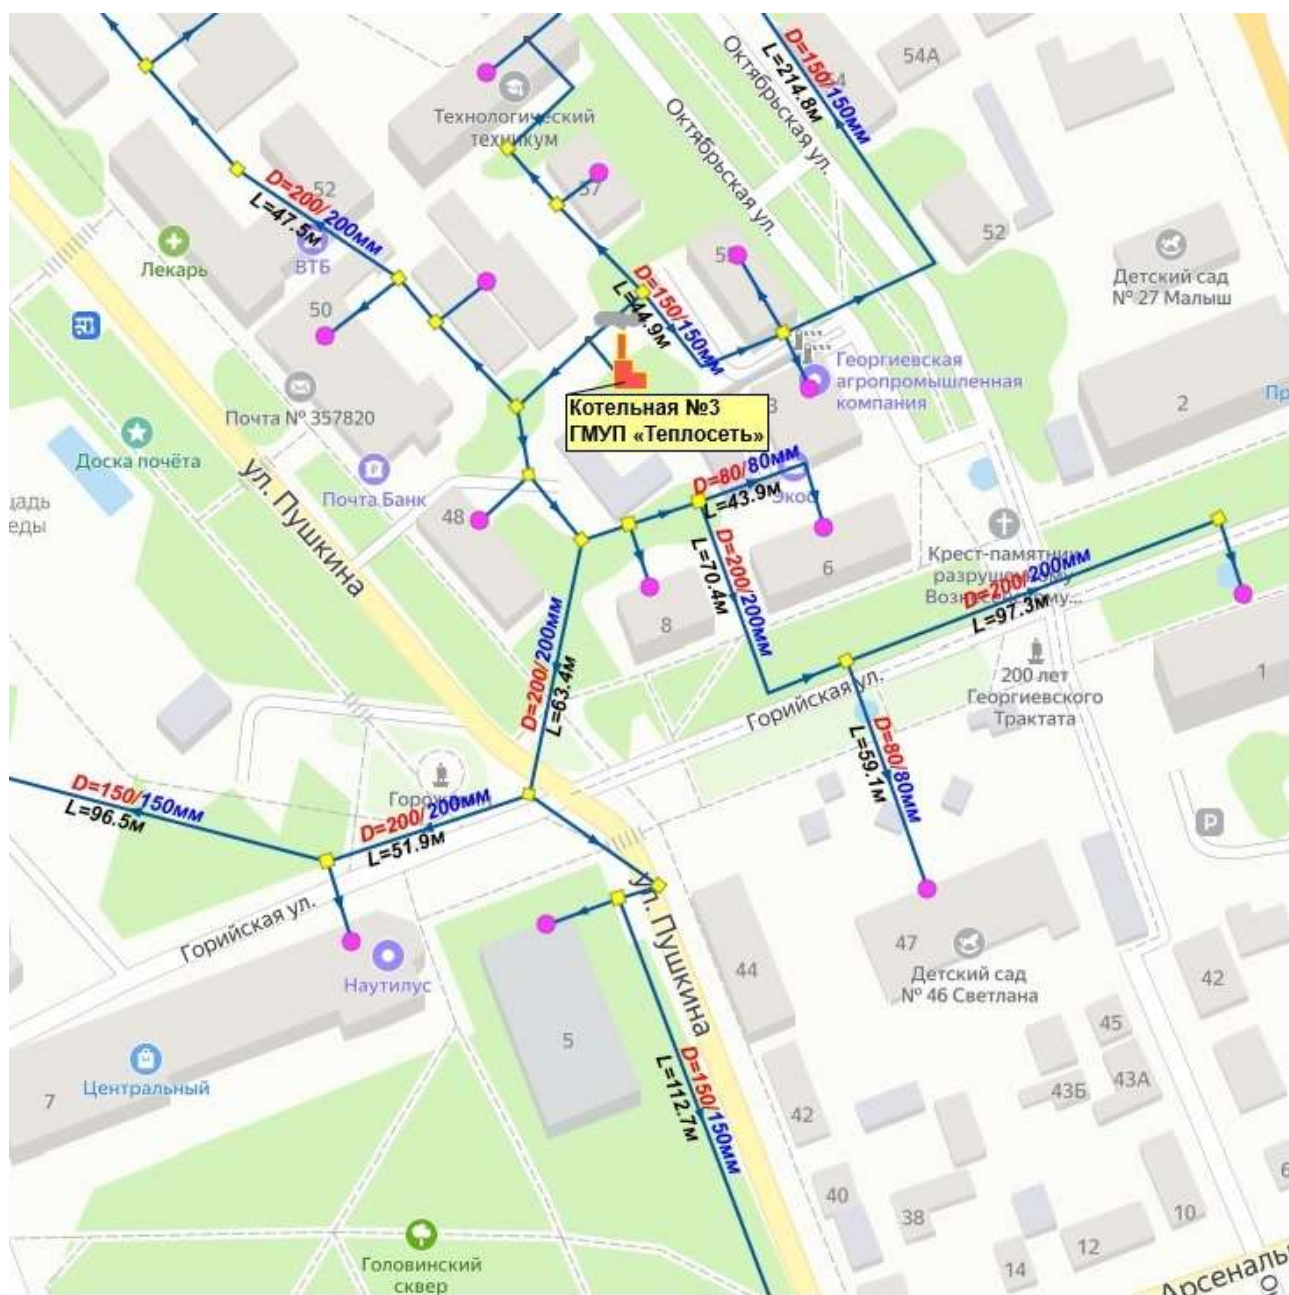 54А
Октябрьская ул.
D=150/150мм
L=214.8м
Октябрьская ул.
Технологический
техникум
52
D=200/200мм
L=47.5м
ВТБ
Лекарь
50
52
Детский сад
№ 27 Малыш
D=150/150мм
L=44.9м
Георгиевская
агропромышленная
компания
2
Почта № 357820
Котельная №3
ГМУП «Теплосеть»
Доска почёта
Почта Банк
ул. Пушкина
48
D=80/80мм
L=43.9м
D=200/200мм
L=70.4м
6
8
Крест-памятник
D=200/200мм
L=97.3м
200 лет
Георгиевского
Трактата
1
Горийская ул.
D=200/200мм
L=63.4м
D=80/80мм
L=59.1м
D=150/150мм
L=96.5м
D=200/200мм
L=51.9м
P
Горийская ул.
ул. Пушкина
Наутилус
44
47
Детский сад
№ 46 Светлана
42
5
45
43А
43Б
Центральный
7
D=150/150мм
L=112.7м
42
40
38
10
12
14
Головинский
сквер